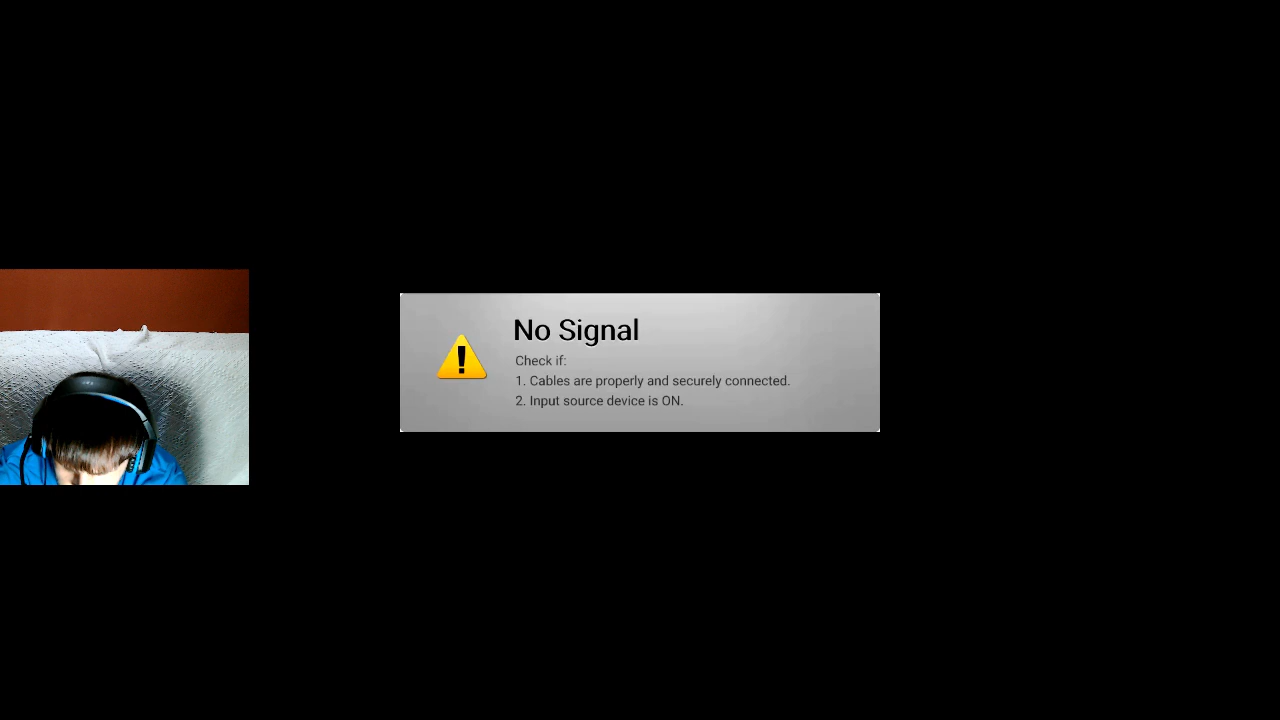 No Signal
Check if:
1. Cables are properly and securely connected.
2. Input source device is ON.